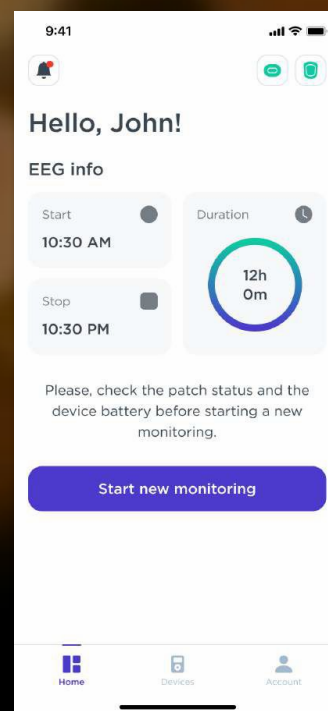 9:41
Hello, John!
EEG info
Start
10:30 AM
Stop
10:30 PM
Duration
12h
0m
Please, check the patch status and the
device battery before starting a new
monitoring.
Start new monitoring
Home
Devices
Account